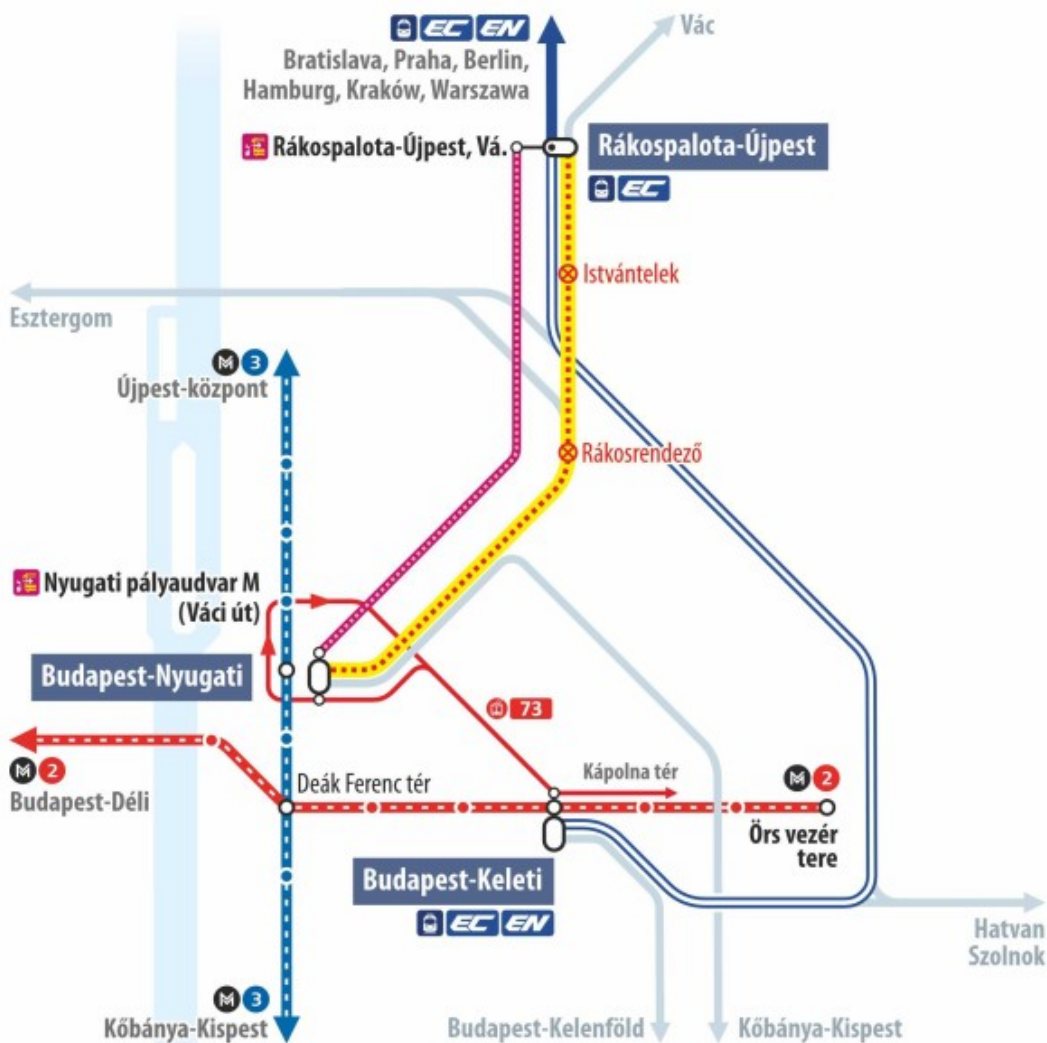 EC EN
Vác
Bratislava, Praha, Berlin,
Hamburg, Kraków, Warszawa
Rákospalota-Újpest, Vá.
Rákospalota-Újpest
EC
Istvántelek
Esztergom
M 3
Újpest-központ
Rákosrendező
Nyugati pályaudvar M
(Váci út)
Budapest-Nyugati
73
M 2
Budapest-Déli
Deák Ferenc tér
Kápolna tér
M 2
Örs vezér
tere
Budapest-Keleti
EC EN
Hatvan
Szolnok
M 3
Kőbánya-Kispest
Budapest-Kelenföld
Kőbánya-Kispest